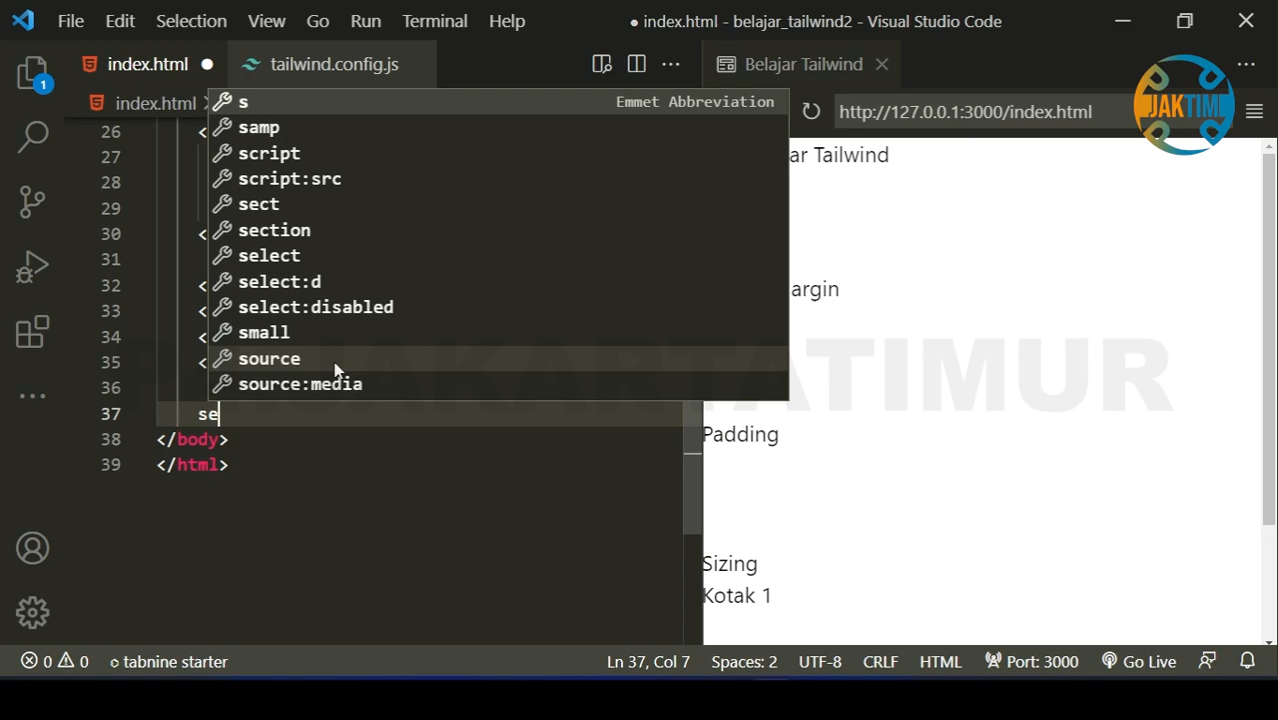 File Edit Selection View Go Run Terminal Help
● index.html - belajar_tailwind2 - Visual Studio Code
index.html
tailwind.config.js
Belajar Tailwind
index.html
http://127.0.0.1:3000/index.html
JAKTIM
s Emmet Abbreviation
samp
script
script:src
sect
section
select
select:d
select:disabled
small
source
source:media
1
26 <
27
28
29
30 <
31
32 <
33 <
34 <
35 <
36
37 se
38 </body>
39 </html>
ar Tailwind
argin
JAKARTATIMUR
Padding
Sizing
Kotak 1
0 0 tabnine starter Ln 37, Col 7 Spaces: 2 UTF-8 CRLF HTML Port: 3000 Go Live